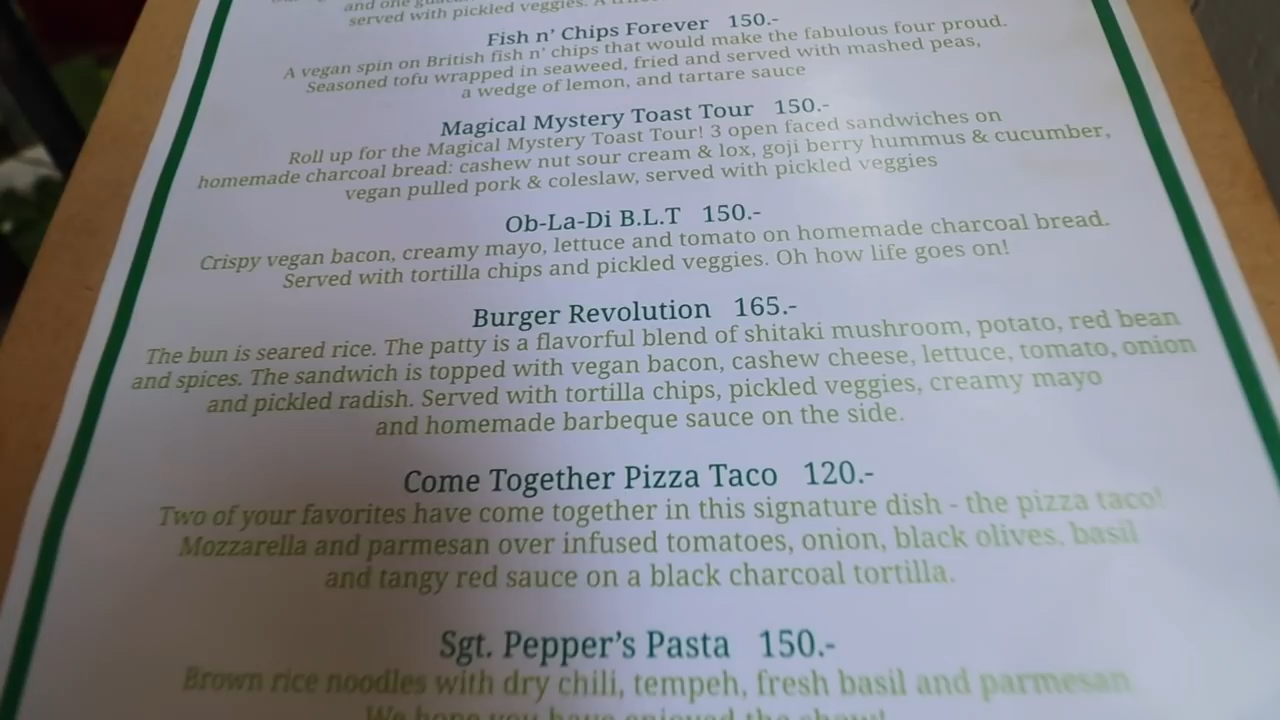 and one
served with pickled veggies. A
Fish n' Chips Forever 150.-
A vegan spin on British fish n' chips that would make the fabulous four proud.
Seasoned tofu wrapped in seaweed, fried and served with mashed peas,
a wedge of lemon, and tartare sauce
Magical Mystery Toast Tour 150.-
Roll up for the Magical Mystery Toast Tour! 3 open faced sandwiches on
homemade charcoal bread: cashew nut sour cream & lox, goji berry hummus & cucumber,
vegan pulled pork & coleslaw, served with pickled veggies
Ob-La-Di B.L.T 150.-
Crispy vegan bacon, creamy mayo, lettuce and tomato on homemade charcoal bread.
Served with tortilla chips and pickled veggies. Oh how life goes on!
Burger Revolution 165.-
The bun is seared rice. The patty is a flavorful blend of shitaki mushroom, potato, red bean
and spices. The sandwich is topped with vegan bacon, cashew cheese, lettuce, tomato, onion
and pickled radish. Served with tortilla chips, pickled veggies, creamy mayo
and homemade barbeque sauce on the side.
Come Together Pizza Taco 120.-
Two of your favorites have come together in this signature dish - the pizza taco!
Mozzarella and parmesan over infused tomatoes, onion, black olives, basil
and tangy red sauce on a black charcoal tortilla.
Sgt. Pepper's Pasta 150.-
Brown rice noodles with dry chili, tempeh, fresh basil and parmesan
We hope you have enjoyed the show!